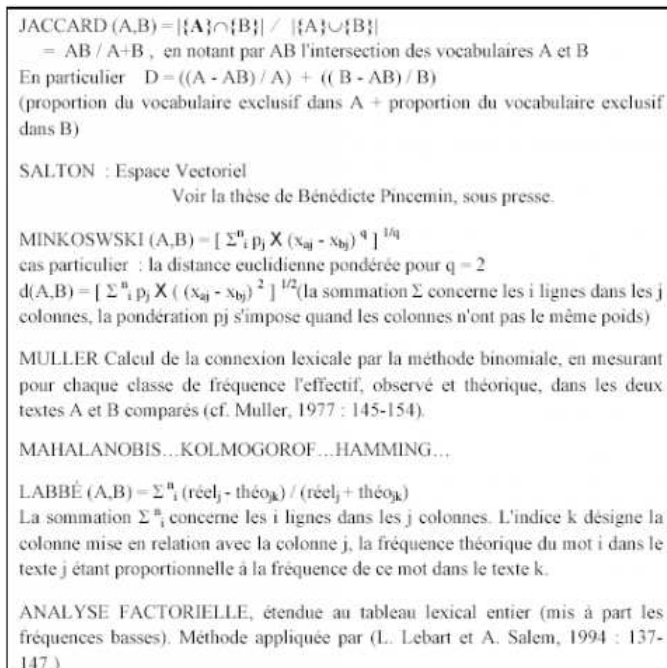 JACCARD (A,B) = |{A}∩{B}| / |{A}∪{B}|
= AB / A+B , en notant par AB l'intersection des vocabulaires A et B
En particulier D = ((A - AB) / A) + (( B - AB) / B)
(proportion du vocabulaire exclusif dans A + proportion du vocabulaire exclusif
dans B)
SALTON : Espace Vectoriel
Voir la thèse de Bénédicte Pincemin, sous presse.
MINKOSWSKI (A,B) = [ Σⁿᵢ pⱼ X (xₐⱼ - x_bj) ^q ] ^1/q
cas particulier : la distance euclidienne pondérée pour q = 2
d(A,B) = [ Σⁿᵢ pⱼ X ( (xₐⱼ - x_bj) ² ] ^1/2(la sommation Σ concerne les i lignes dans les j
colonnes, la pondération pj s'impose quand les colonnes n'ont pas le même poids)
MULLER Calcul de la connexion lexicale par la méthode binomiale, en mesurant
pour chaque classe de fréquence l'effectif, observé et théorique, dans les deux
textes A et B comparés (cf. Muller, 1977 : 145-154).
MAHALANOBIS...KOLMOGOROF...HAMMING...
LABBÉ (A,B) = Σⁿᵢ (réelⱼ - théoⱼₖ) / (réelⱼ + théoⱼₖ)
La sommation Σⁿᵢ concerne les i lignes dans les j colonnes. L'indice k désigne la
colonne mise en relation avec la colonne j, la fréquence théorique du mot i dans le
texte j étant proportionnelle à la fréquence de ce mot dans le texte k.
ANALYSE FACTORIELLE, étendue au tableau lexical entier (mis à part les
fréquences basses). Méthode appliquée par (L. Lebart et A. Salem, 1994 : 137-
147.)